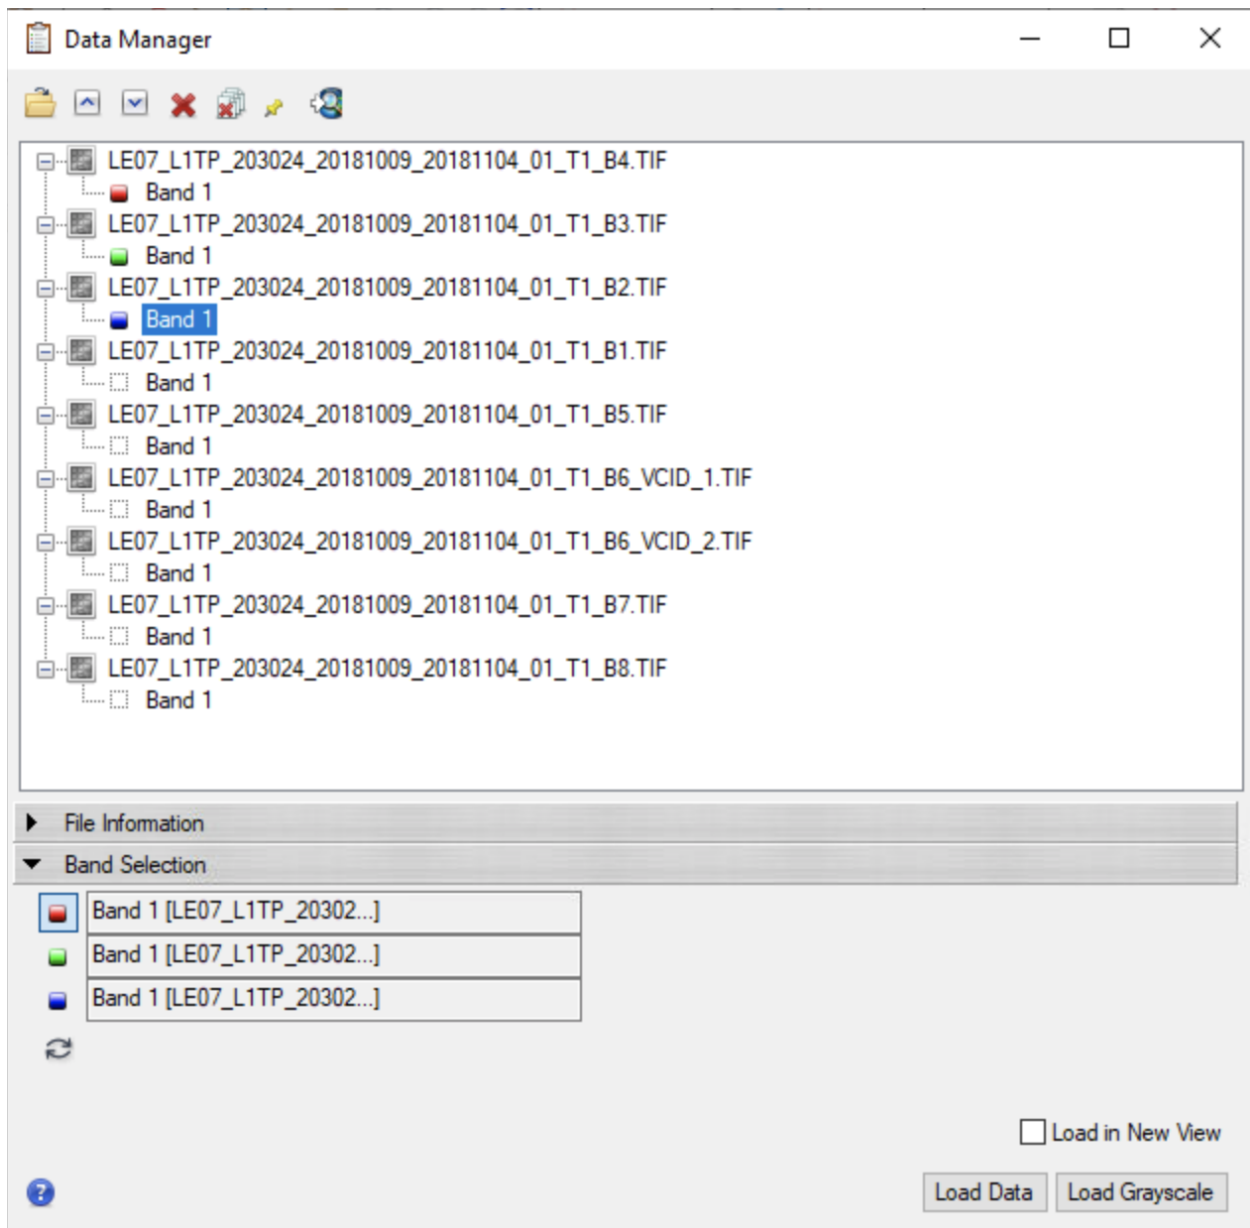 Data Manager
LE07_L1TP_203024_20181009_20181104_01_T1_B4.TIF
Band 1
LE07_L1TP_203024_20181009_20181104_01_T1_B3.TIF
Band 1
LE07_L1TP_203024_20181009_20181104_01_T1_B2.TIF
Band 1
LE07_L1TP_203024_20181009_20181104_01_T1_B1.TIF
Band 1
LE07_L1TP_203024_20181009_20181104_01_T1_B5.TIF
Band 1
LE07_L1TP_203024_20181009_20181104_01_T1_B6_VCID_1.TIF
Band 1
LE07_L1TP_203024_20181009_20181104_01_T1_B6_VCID_2.TIF
Band 1
LE07_L1TP_203024_20181009_20181104_01_T1_B7.TIF
Band 1
LE07_L1TP_203024_20181009_20181104_01_T1_B8.TIF
Band 1
File Information
Band Selection
Band 1 [LE07_L1TP_20302...]
Band 1 [LE07_L1TP_20302...]
Band 1 [LE07_L1TP_20302...]
Load in New View
? Load Data Load Grayscale